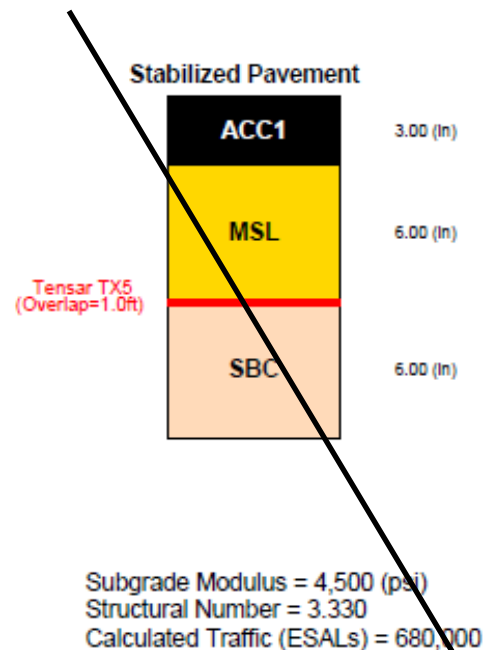 Stabilized Pavement
ACC1
3.00 (in)
MSL
6.00 (in)
Tensar TX5
(Overlap=1.0ft)
SBC
6.00 (in)
Subgrade Modulus = 4,500 (psi)
Structural Number = 3.330
Calculated Traffic (ESALs) = 680,000